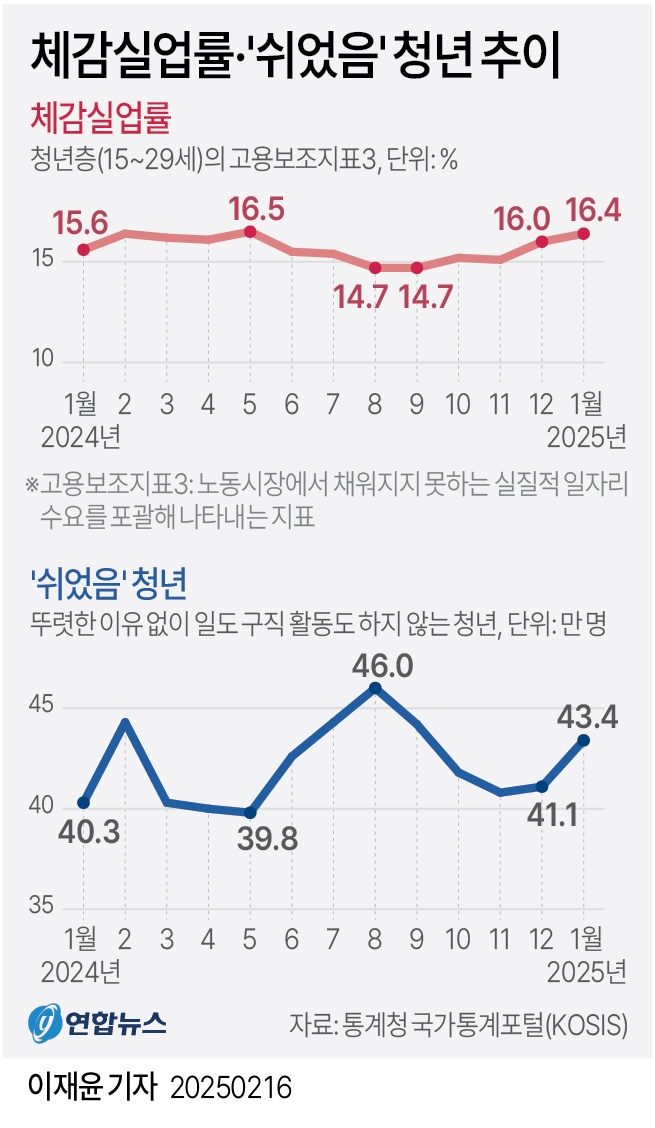 체감실업률·'쉬었음' 청년 추이
체감실업률
청년층(15~29세)의 고용보조지표3, 단위: %
15.6
16.5
16.0
16.4
15
14.7
14.7
10
1월 2 3 4 5 6 7 8 9 10 11 12 1월
2024년 2025년
※고용보조지표3: 노동시장에서 채워지지 못하는 실질적 일자리
수요를 포괄해 나타내는 지표
'쉬었음' 청년
뚜렷한 이유 없이 일도 구직 활동도 하지 않는 청년, 단위: 만 명
46.0
45
43.4
40
40.3
39.8
41.1
35
1월 2 3 4 5 6 7 8 9 10 11 12 1월
2024년 2025년
연합뉴스 자료: 통계청 국가통계포털(KOSIS)
이재윤 기자 20250216